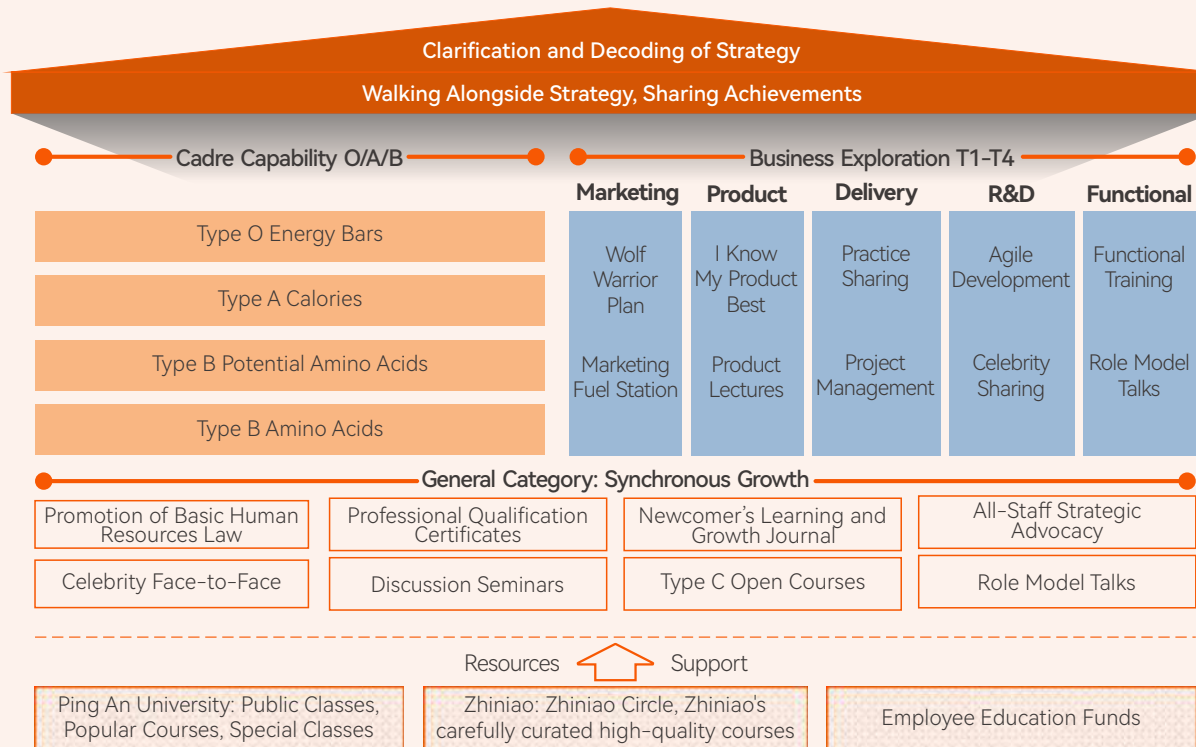 Clarification and Decoding of Strategy
Walking Alongside Strategy, Sharing Achievements
Cadre Capability O/A/B
Type O Energy Bars
Type A Calories
Type B Potential Amino Acids
Type B Amino Acids
Business Exploration T1-T4
Marketing
Wolf
Warrior
Plan
Marketing
Fuel Station
Product
I Know
My Product
Best
Product
Lectures
Delivery
Practice
Sharing
Project
Management
R&D
Agile
Development
Celebrity
Sharing
Functional
Functional
Training
Role Model
Talks
General Category: Synchronous Growth
Promotion of Basic Human
Resources Law
Professional Qualification
Certificates
Newcomer's Learning and
Growth Journal
All-Staff Strategic
Advocacy
Celebrity Face-to-Face
Discussion Seminars
Type C Open Courses
Role Model Talks
Resources Support
Ping An University: Public Classes,
Popular Courses, Special Classes
Zhiniao: Zhiniao Circle, Zhiniao's
carefully curated high-quality courses
Employee Education Funds